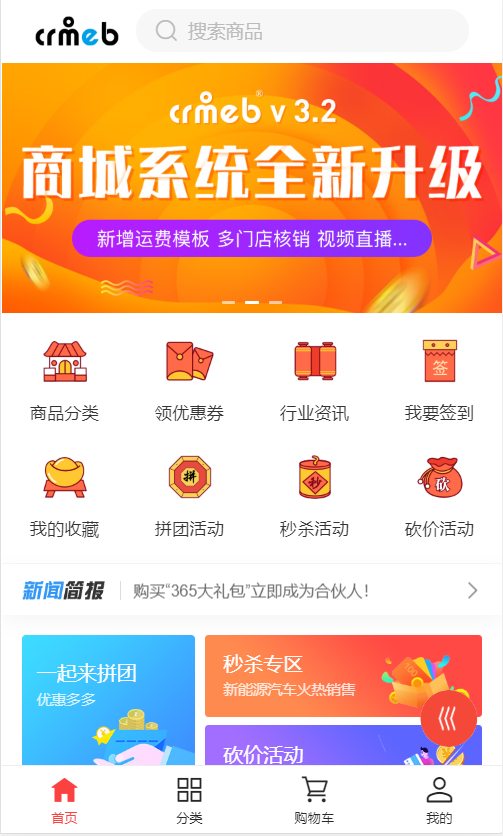 crmeb
搜索商品
crmeb® v 3.2
商城系统全新升级
新增运费模板 多门店核销 视频直播...
签
商品分类
领优惠券
行业资讯
我要签到
拼
秒
砍
我的收藏
拼团活动
秒杀活动
砍价活动
新闻简报
购买“365大礼包”立即成为合伙人！
一起来拼团
优惠多多
秒杀专区
新能源汽车火热销售
100
砍价活动
首页
分类
购物车
我的